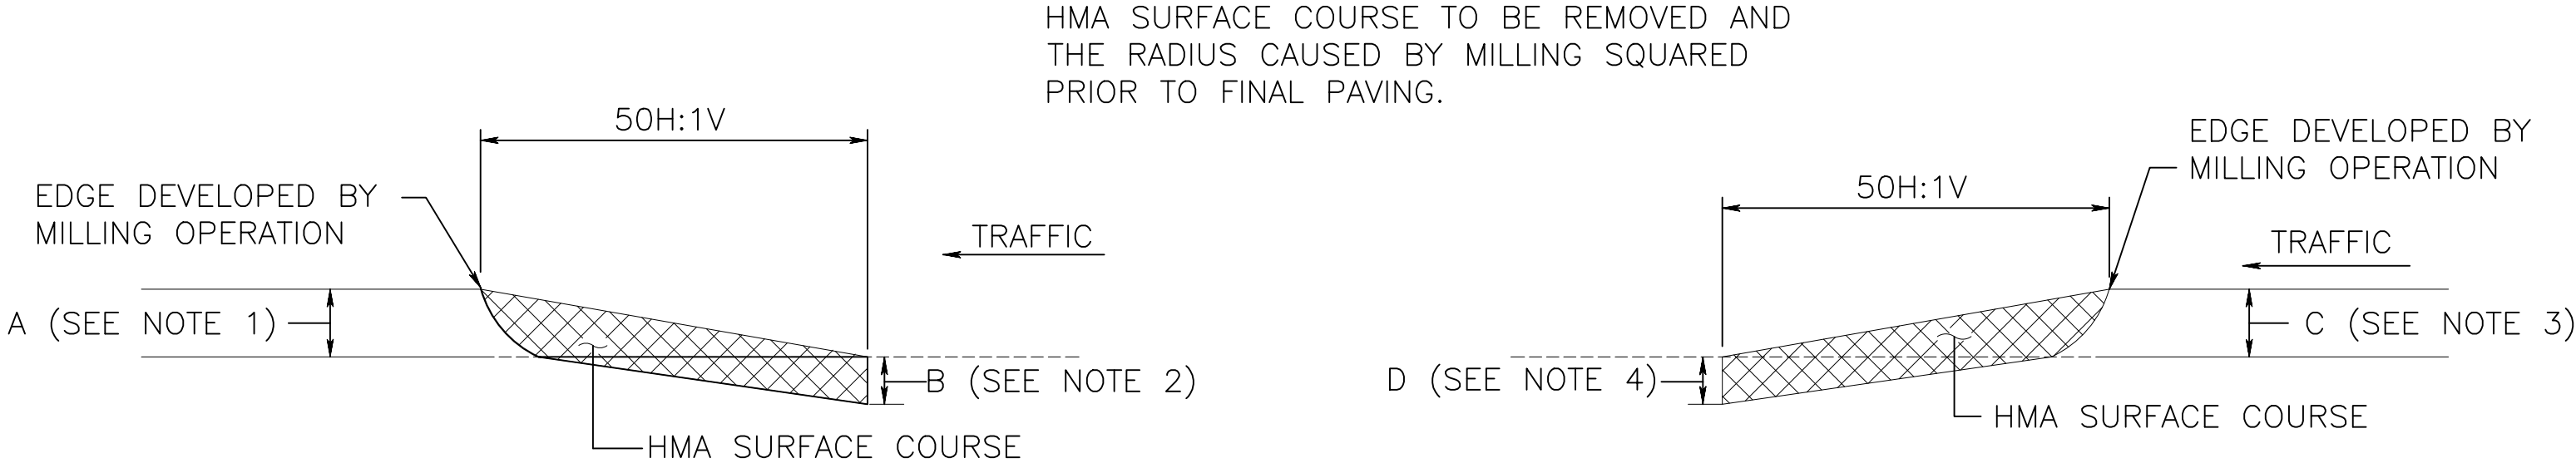 HMA SURFACE COURSE TO BE REMOVED AND
THE RADIUS CAUSED BY MILLING SQUARED
PRIOR TO FINAL PAVING.
50H:1V
EDGE DEVELOPED BY
MILLING OPERATION
TRAFFIC
A (SEE NOTE 1)
B (SEE NOTE 2)
HMA SURFACE COURSE
50H:1V
EDGE DEVELOPED BY
MILLING OPERATION
TRAFFIC
C (SEE NOTE 3)
D (SEE NOTE 4)
HMA SURFACE COURSE